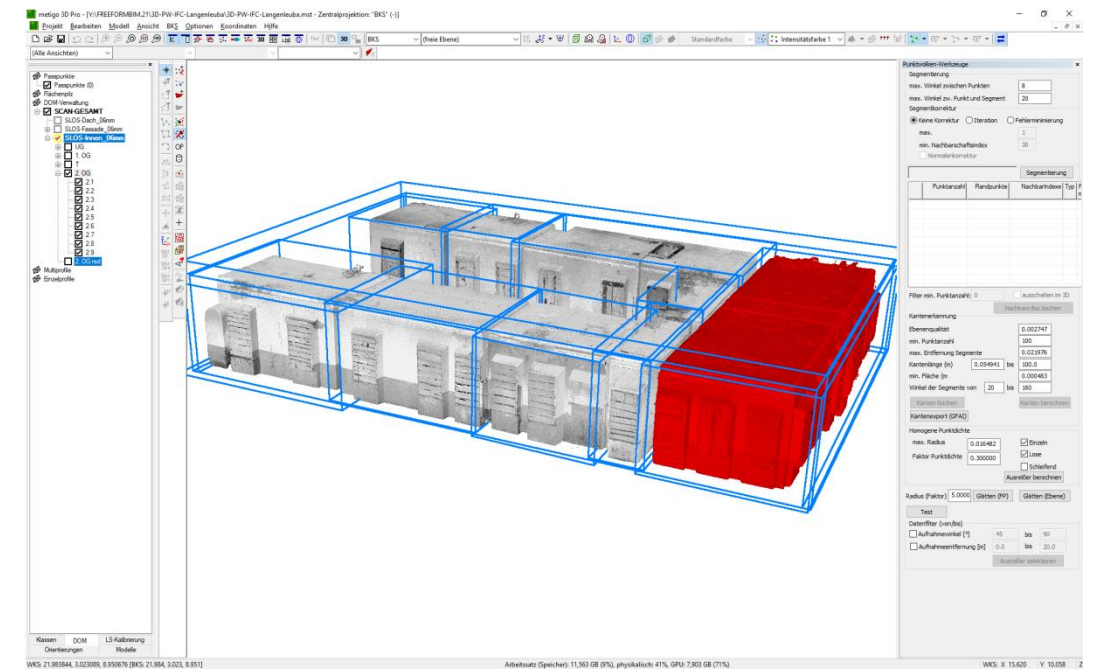 metigo 3D Pro - [Y:\FREEFORMBIM.21\3D-PW-IFC-Langenleuba\3D-PW-IFC-Langenleuba.mst - Zentralprojektion: "BKS" (-)]
Projekt Bearbeiten Modell Ansicht BKS Optionen Koordinaten Hilfe
BKS (freie Ebene) Standardfarbe Intensitätsfarbe 1
(Alle Ansichten)
Passpunkte
Passpunkte (0)
Flächenpilz
DOM-Verwaltung
SCAN-GESAMT
SLOS-Dach_06mm
SLOS-Fassade_06mm
SLOS-Innen_06mm
UG
1. OG
T
2. OG
2.1
2.2
2.3
2.4
2.5
2.6
2.7
2.8
2.9
2. OG red
Multiprofile
Einzelprofile
Punktwolken-Werkzeuge
Segmentierung
max. Winkel zwischen Punkten 8
max. Winkel zw. Punkt und Segment 20
Segmentkorrektur
Keine Korrektur Iteration Fehlerminimierung
max. 1
min. Nachbarschaftsindex 30
Normalenkorrektur
Segmentierung
Punktanzahl Randpunkte Nachbarindexe Typ
Filter min. Punktanzahl: 0 ausschalten im 3D
Nachbarinfos löschen
Kantenerkennung
Ebenenqualität 0.002747
min. Punktanzahl 100
max. Entfernung Segmente 0.021976
Kantenlänge (m) 0.054941 bis 100.0
min. Fläche (m 0.000483
Winkel der Segmente von 20 bis 160
Kanten löschen Kanten berechnen
Kantenexport (GFAI)
Homogene Punktdichte
max. Radius 0.016482 Einzeln
Faktor Punktdichte 0.300000 Lose
Schleifend
Ausreißer berechnen
Radius (Faktor) 5.0000 Glätten (FP) Glätten (Ebene)
Test
Datenfilter (von/bis)
Aufnahmewinkel [°] 45 bis 90
Aufnahmeentfernung [m] 0.0 bis 20.0
Ausreißer selektieren
Klassen DOM LS-Kalibrierung
Orientierungen Modelle
WKS: 21.983844, 3.023089, 8.950676 [BKS: 21.984, 3.023, 8.951] Arbeitssatz (Speicher): 11,563 GB (9%), physikalisch: 41%, GPU: 7,903 GB (71%) WKS: X 15.620 Y 10.058 Z